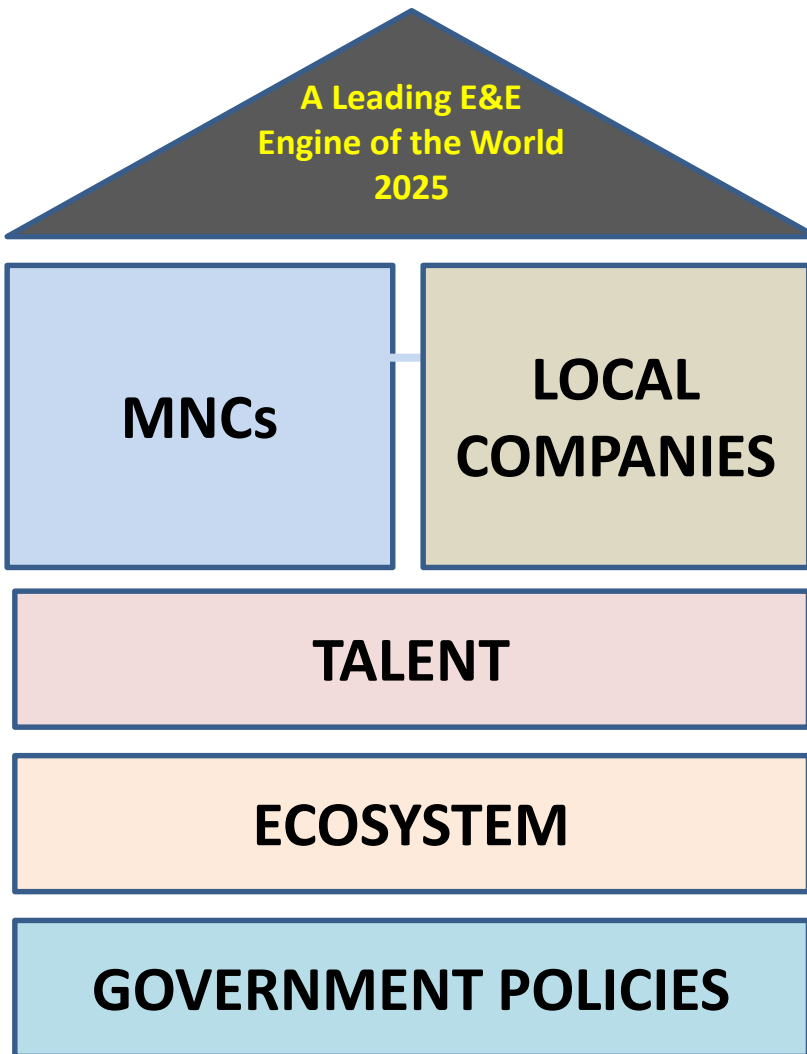 A Leading E&E
Engine of the World
2025
MNCs
LOCAL
COMPANIES
TALENT
ECOSYSTEM
GOVERNMENT POLICIES